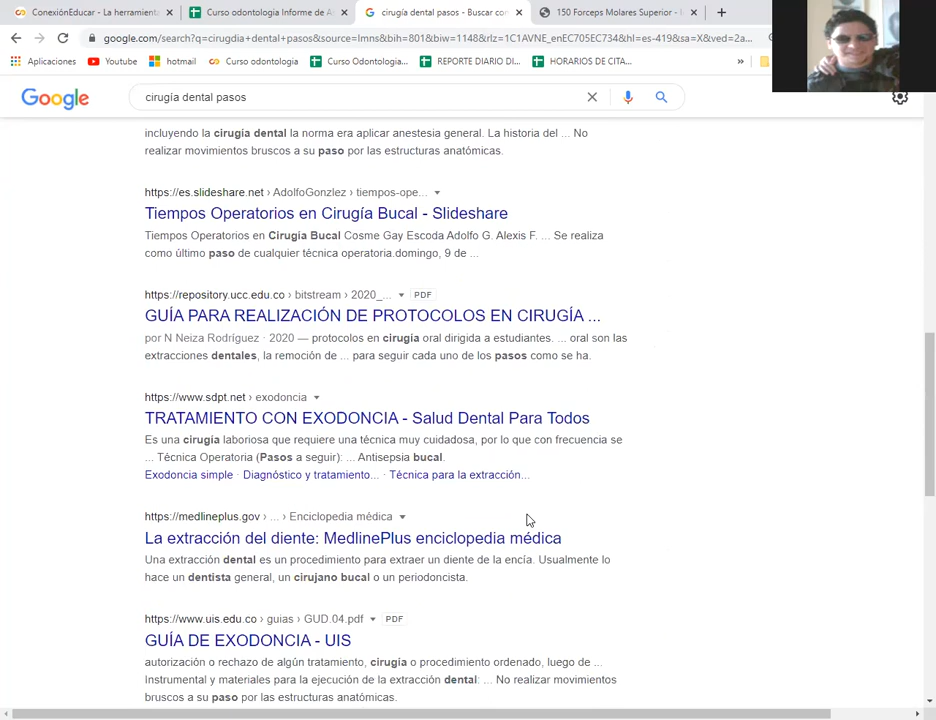 ConexiónEducar - La herramienta
Curso odontologia Informe de A
cirugía dental pasos - Buscar con
150 Forceps Molares Superior - I
google.com/search?q=cirugdia+dental+pasos&source=lmns&bih=801&biw=1148&rlz=1C1AVNE_enEC705EC734&hl=es-419&sa=X&ved=2a...
Aplicaciones
Youtube
hotmail
Curso odontologia
Curso Odontologia...
REPORTE DIARIO DI...
HORARIOS DE CITA...
»
Google
cirugía dental pasos
incluyendo la cirugía dental la norma era aplicar anestesia general. La historia del ... No
realizar movimientos bruscos a su paso por las estructuras anatómicas.
https://es.slideshare.net › AdolfoGonzlez › tiempos-ope...
Tiempos Operatorios en Cirugía Bucal - Slideshare
Tiempos Operatorios en Cirugía Bucal Cosme Gay Escoda Adolfo G. Alexis F. ... Se realiza
como último paso de cualquier técnica operatoria.domingo, 9 de ...
https://repository.ucc.edu.co › bitstream › 2020_... PDF
GUÍA PARA REALIZACIÓN DE PROTOCOLOS EN CIRUGÍA ...
por N Neiza Rodríguez · 2020 — protocolos en cirugía oral dirigida a estudiantes. ... oral son las
extracciones dentales, la remoción de ... para seguir cada uno de los pasos como se ha.
https://www.sdpt.net › exodoncia
TRATAMIENTO CON EXODONCIA - Salud Dental Para Todos
Es una cirugía laboriosa que requiere una técnica muy cuidadosa, por lo que con frecuencia se
... Técnica Operatoria (Pasos a seguir): ... Antisepsia bucal.
Exodoncia simple · Diagnóstico y tratamiento... · Técnica para la extracción...
https://medlineplus.gov › ... › Enciclopedia médica
La extracción del diente: MedlinePlus enciclopedia médica
Una extracción dental es un procedimiento para extraer un diente de la encía. Usualmente lo
hace un dentista general, un cirujano bucal o un periodoncista.
https://www.uis.edu.co › guias › GUD.04.pdf PDF
GUÍA DE EXODONCIA - UIS
autorización o rechazo de algún tratamiento, cirugía o procedimiento ordenado, luego de ...
Instrumental y materiales para la ejecución de la extracción dental: ... No realizar movimientos
bruscos a su paso por las estructuras anatómicas.